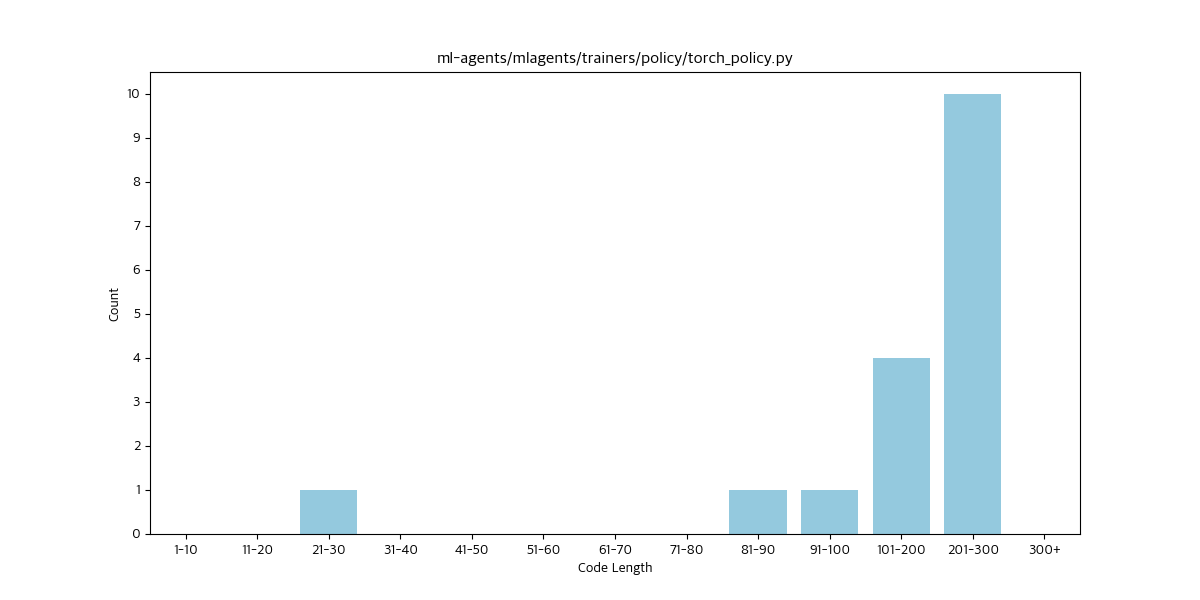 ml-agents/mlagents/trainers/policy/torch_policy.py
10
9
8
7
6
5
4
3
2
1
0
Count
1-10 11-20 21-30 31-40 41-50 51-60 61-70 71-80 81-90 91-100 101-200 201-300 300+
Code Length